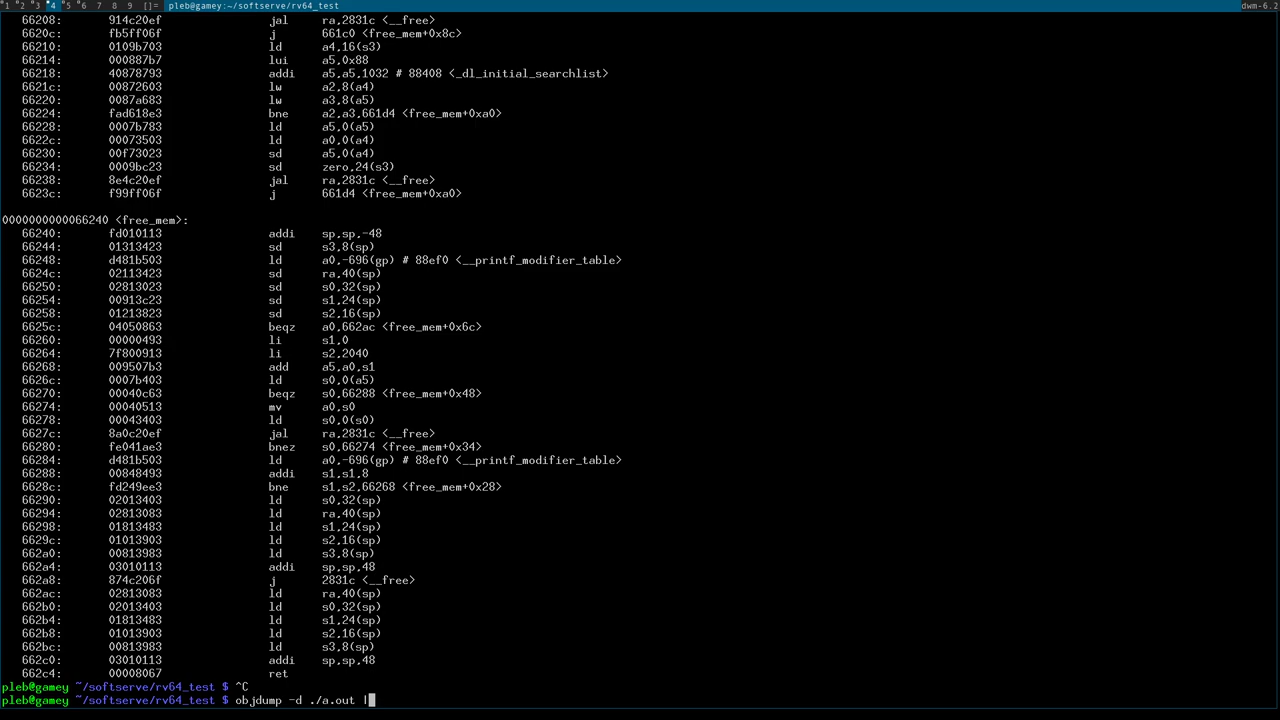 1 2 3 4 5 6 7 8 9 []= pleb@gamey:~/softserve/rv64_test dwm-6.2
66208: 914c20ef jal ra,2831c <__free>
6620c: fb5ff06f j 661c0 <free_mem+0x8c>
66210: 0109b703 ld a4,16(s3)
66214: 000887b7 lui a5,0x88
66218: 40878793 addi a5,a5,1032 # 88408 <_dl_initial_searchlist>
6621c: 00872603 lw a2,8(a4)
66220: 0087a683 lw a3,8(a5)
66224: fad618e3 bne a2,a3,661d4 <free_mem+0xa0>
66228: 0007b783 ld a5,0(a5)
6622c: 00073503 ld a0,0(a4)
66230: 00f73023 sd a5,0(a4)
66234: 0009bc23 sd zero,24(s3)
66238: 8e4c20ef jal ra,2831c <__free>
6623c: f99ff06f j 661d4 <free_mem+0xa0>
0000000000066240 <free_mem>:
66240: fd010113 addi sp,sp,-48
66244: 01313423 sd s3,8(sp)
66248: d481b503 ld a0,-696(gp) # 88ef0 <__printf_modifier_table>
6624c: 02113423 sd ra,40(sp)
66250: 02813023 sd s0,32(sp)
66254: 00913c23 sd s1,24(sp)
66258: 01213823 sd s2,16(sp)
6625c: 04050863 beqz a0,662ac <free_mem+0x6c>
66260: 00000493 li s1,0
66264: 7f800913 li s2,2040
66268: 009507b3 add a5,a0,s1
6626c: 0007b403 ld s0,0(a5)
66270: 00040c63 beqz s0,66288 <free_mem+0x48>
66274: 00040513 mv a0,s0
66278: 00043403 ld s0,0(s0)
6627c: 8a0c20ef jal ra,2831c <__free>
66280: fe041ae3 bnez s0,66274 <free_mem+0x34>
66284: d481b503 ld a0,-696(gp) # 88ef0 <__printf_modifier_table>
66288: 00848493 addi s1,s1,8
6628c: fd249ee3 bne s1,s2,66268 <free_mem+0x28>
66290: 02013403 ld s0,32(sp)
66294: 02813083 ld ra,40(sp)
66298: 01813483 ld s1,24(sp)
6629c: 01013903 ld s2,16(sp)
662a0: 00813983 ld s3,8(sp)
662a4: 03010113 addi sp,sp,48
662a8: 874c206f j 2831c <__free>
662ac: 02813083 ld ra,40(sp)
662b0: 02013403 ld s0,32(sp)
662b4: 01813483 ld s1,24(sp)
662b8: 01013903 ld s2,16(sp)
662bc: 00813983 ld s3,8(sp)
662c0: 03010113 addi sp,sp,48
662c4: 00008067 ret
pleb@gamey ~/softserve/rv64_test $ ^C
pleb@gamey ~/softserve/rv64_test $ objdump -d ./a.out |